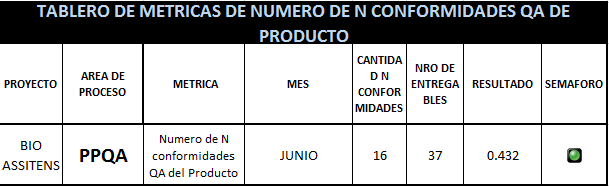 TABLERO DE METRICAS DE NUMERO DE N CONFORMIDADES QA DE
PRODUCTO
PROYECTO
AREA DE
PROCESO
METRICA
MES
CANTIDA
D N
CONFOR
MIDADES
NRO DE
ENTREGA
BLES
RESULTADO
SEMAFORO
BIO
ASSITENS
PPQA
Numero de N
conformidades
QA del Producto
JUNIO
16
37
0.432